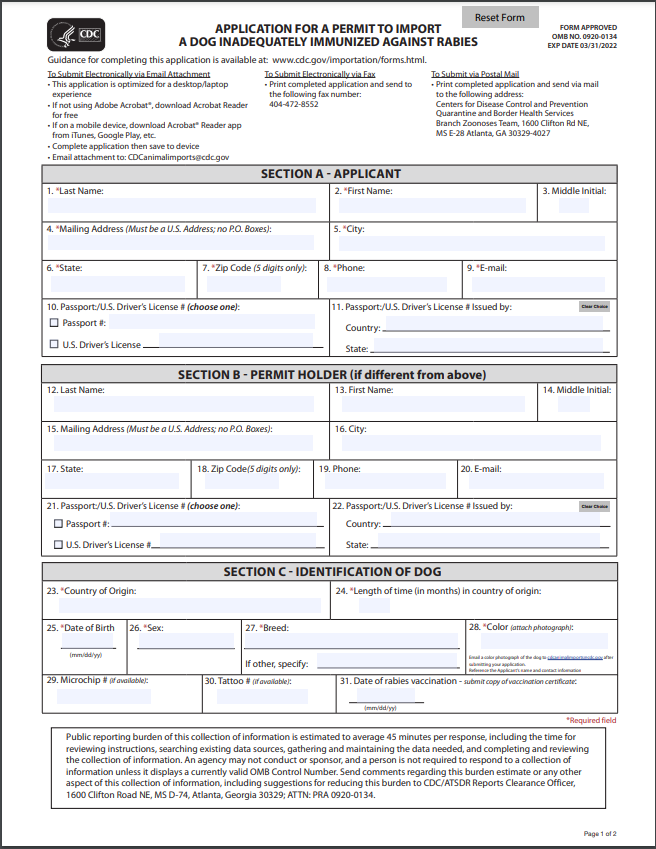 Reset Form
CDC
APPLICATION FOR A PERMIT TO IMPORT
A DOG INADEQUATELY IMMUNIZED AGAINST RABIES
FORM APPROVED
OMB NO. 0920-0134
EXP DATE 03/31/2022
Guidance for completing this application is available at: www.cdc.gov/importation/forms.html.
To Submit Electronically via Email Attachment
• This application is optimized for a desktop/laptop
experience
• If not using Adobe Acrobat®, download Acrobat Reader
for free
• If on a mobile device, download Acrobat® Reader app
from iTunes, Google Play, etc.
• Complete application then save to device
• Email attachment to: CDCanimalimports@cdc.gov
To Submit Electronically via Fax
• Print completed application and send to
the following fax number:
404-472-8552
To Submit via Postal Mail
• Print completed application and send via mail
to the following address:
Centers for Disease Control and Prevention
Quarantine and Border Health Services
Branch Zoonoses Team, 1600 Clifton Rd NE,
MS E-28 Atlanta, GA 30329-4027
SECTION A - APPLICANT
1. *Last Name:
2. *First Name:
3. Middle Initial:
4. *Mailing Address (Must be a U.S. Address; no P.O. Boxes):
5. *City:
6. *State:
7. *Zip Code (5 digits only):
8. *Phone:
9. *E-mail:
10. Passport:/U.S. Driver's License # (choose one):
Passport #:
U.S. Driver's License
11. Passport:/U.S. Driver's License # Issued by:
Clear Choice
Country:
State:
SECTION B - PERMIT HOLDER (if different from above)
12. Last Name:
13. First Name:
14. Middle Initial:
15. Mailing Address (Must be a U.S. Address; no P.O. Boxes):
16. City:
17. State:
18. Zip Code(5 digits only):
19. Phone:
20. E-mail:
21. Passport:/U.S. Driver's License # (choose one):
Passport #:
U.S. Driver's License #
22. Passport:/U.S. Driver's License # Issued by:
Clear Choice
Country:
State:
SECTION C - IDENTIFICATION OF DOG
23. *Country of Origin:
24. *Length of time (in months) in country of origin:
25. *Date of Birth
(mm/dd/yy)
26. *Sex:
27. *Breed:
If other, specify:
28. *Color (attach photograph):
Email a color photograph of the dog to cdcanimalimports@cdc.gov after
submitting your application.
Reference the Applicant's name and contact information
29. Microchip # (if available):
30. Tattoo # (if available):
31. Date of rabies vaccination – submit copy of vaccination certificate:
(mm/dd/yy)
*Required field
Public reporting burden of this collection of information is estimated to average 45 minutes per response, including the time for
reviewing instructions, searching existing data sources, gathering and maintaining the data needed, and completing and reviewing
the collection of information. An agency may not conduct or sponsor, and a person is not required to respond to a collection of
information unless it displays a currently valid OMB Control Number. Send comments regarding this burden estimate or any other
aspect of this collection of information, including suggestions for reducing this burden to CDC/ATSDR Reports Clearance Officer,
1600 Clifton Road NE, MS D-74, Atlanta, Georgia 30329; ATTN: PRA 0920-0134.
Page 1 of 2